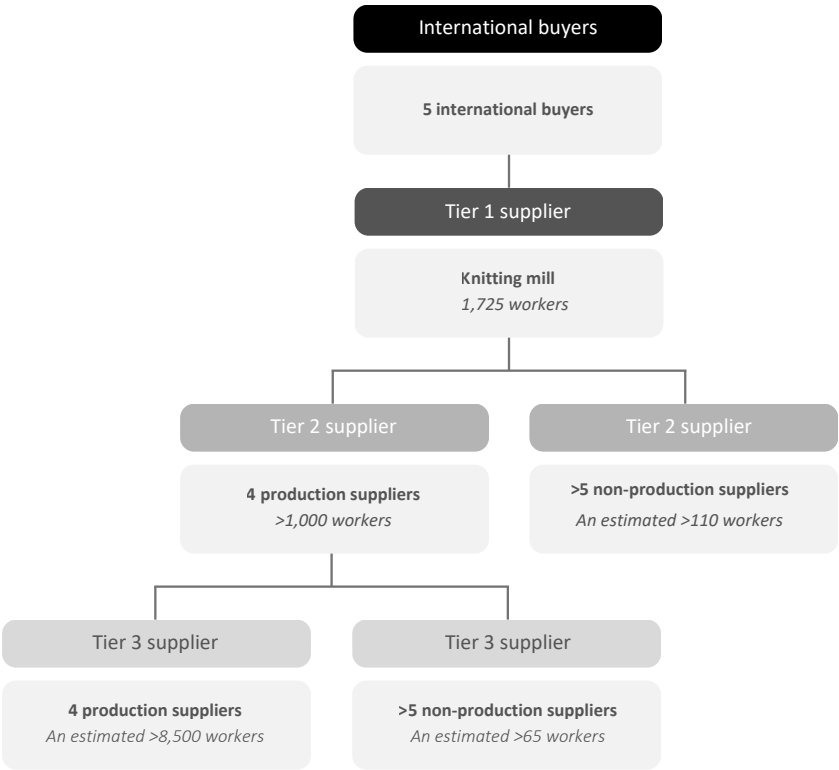 International buyers
5 international buyers
Tier 1 supplier
Knitting mill
1,725 workers
Tier 2 supplier
Tier 2 supplier
4 production suppliers
>1,000 workers
>5 non-production suppliers
An estimated >110 workers
Tier 3 supplier
Tier 3 supplier
4 production suppliers
An estimated >8,500 workers
>5 non-production suppliers
An estimated >65 workers